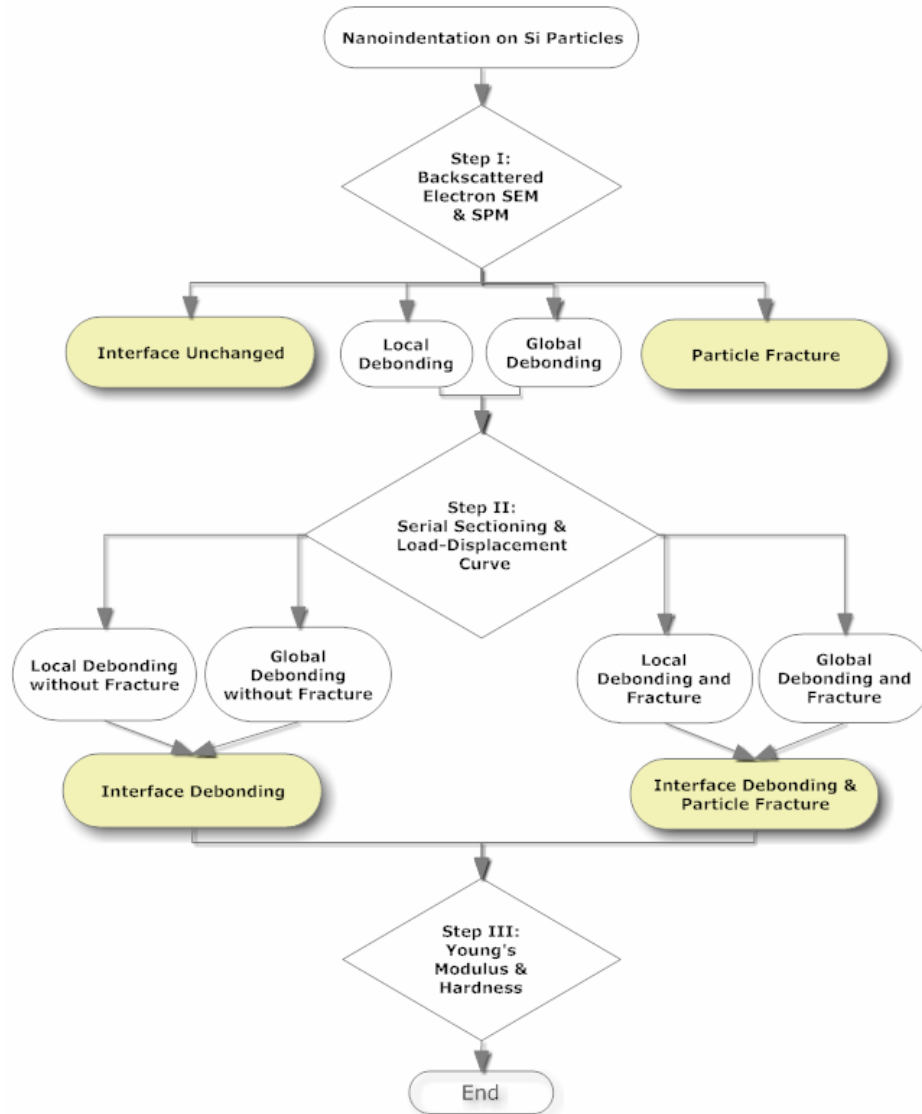 Nanoindentation on Si Particles
Step I:
Backscattered
Electron SEM
& SPM
Interface Unchanged
Local
Debonding
Global
Debonding
Particle Fracture
Step II:
Serial Sectioning &
Load-Displacement
Curve
Local Debonding
without Fracture
Global
Debonding
without Fracture
Local
Debonding and
Fracture
Global
Debonding and
Fracture
Interface Debonding
Interface Debonding &
Particle Fracture
Step III:
Young's
Modulus &
Hardness
End